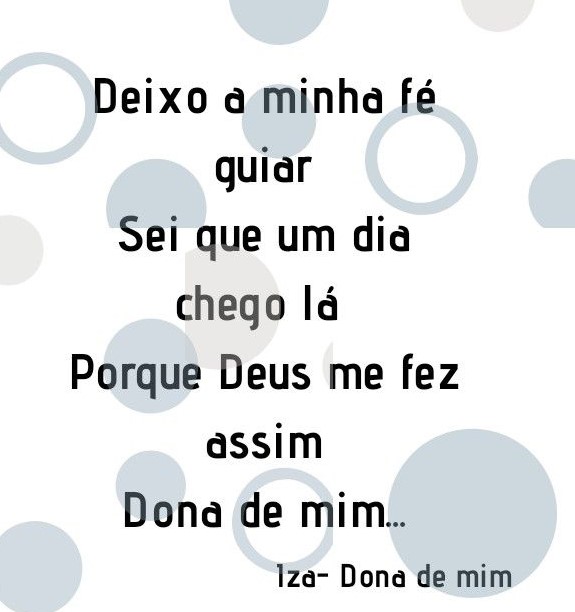 Deixo a minha fé
guiar
Sei que um dia
chego lá
Porque Deus me fez
assim
Dona de mim...
Iza- Dona de mim